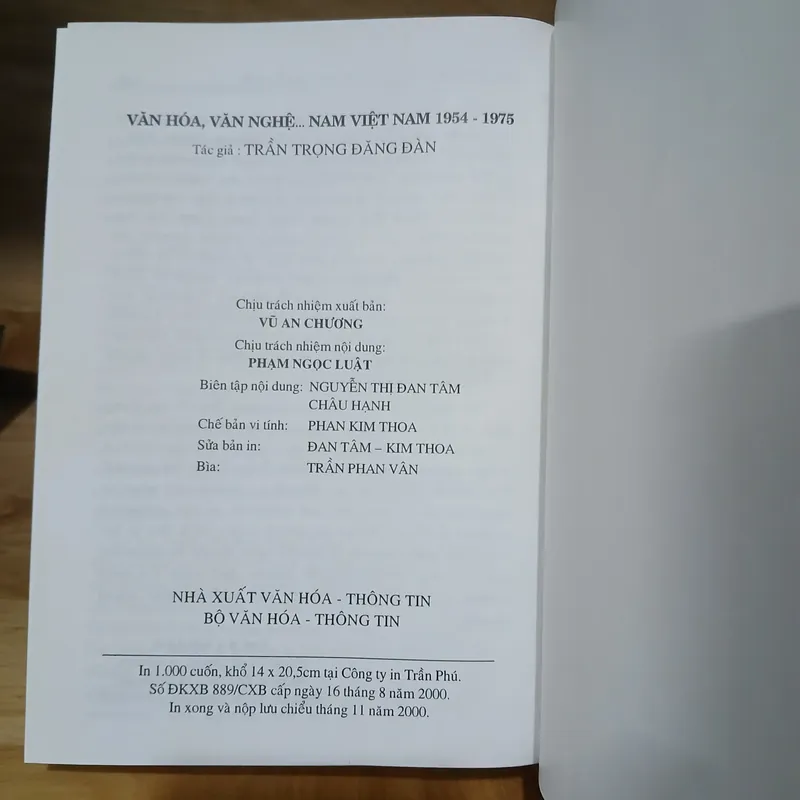 VĂN HÓA, VĂN NGHỆ... NAM VIỆT NAM 1954 - 1975
Tác giả : TRẦN TRỌNG ĐĂNG ĐÀN
Chịu trách nhiệm xuất bản:
VŨ AN CHƯƠNG
Chịu trách nhiệm nội dung:
PHẠM NGỌC LUẬT
Biên tập nội dung: NGUYỄN THỊ ĐAN TÂM
CHÂU HẠNH
Chế bản vi tính: PHAN KIM THOA
Sửa bản in: ĐAN TÂM – KIM THOA
Bìa: TRẦN PHAN VÂN
NHÀ XUẤT VĂN HÓA - THÔNG TIN
BỘ VĂN HÓA - THÔNG TIN
In 1.000 cuốn, khổ 14 x 20,5cm tại Công ty in Trần Phú.
Số ĐKXB 889/CXB cấp ngày 16 tháng 8 năm 2000.
In xong và nộp lưu chiểu tháng 11 năm 2000.